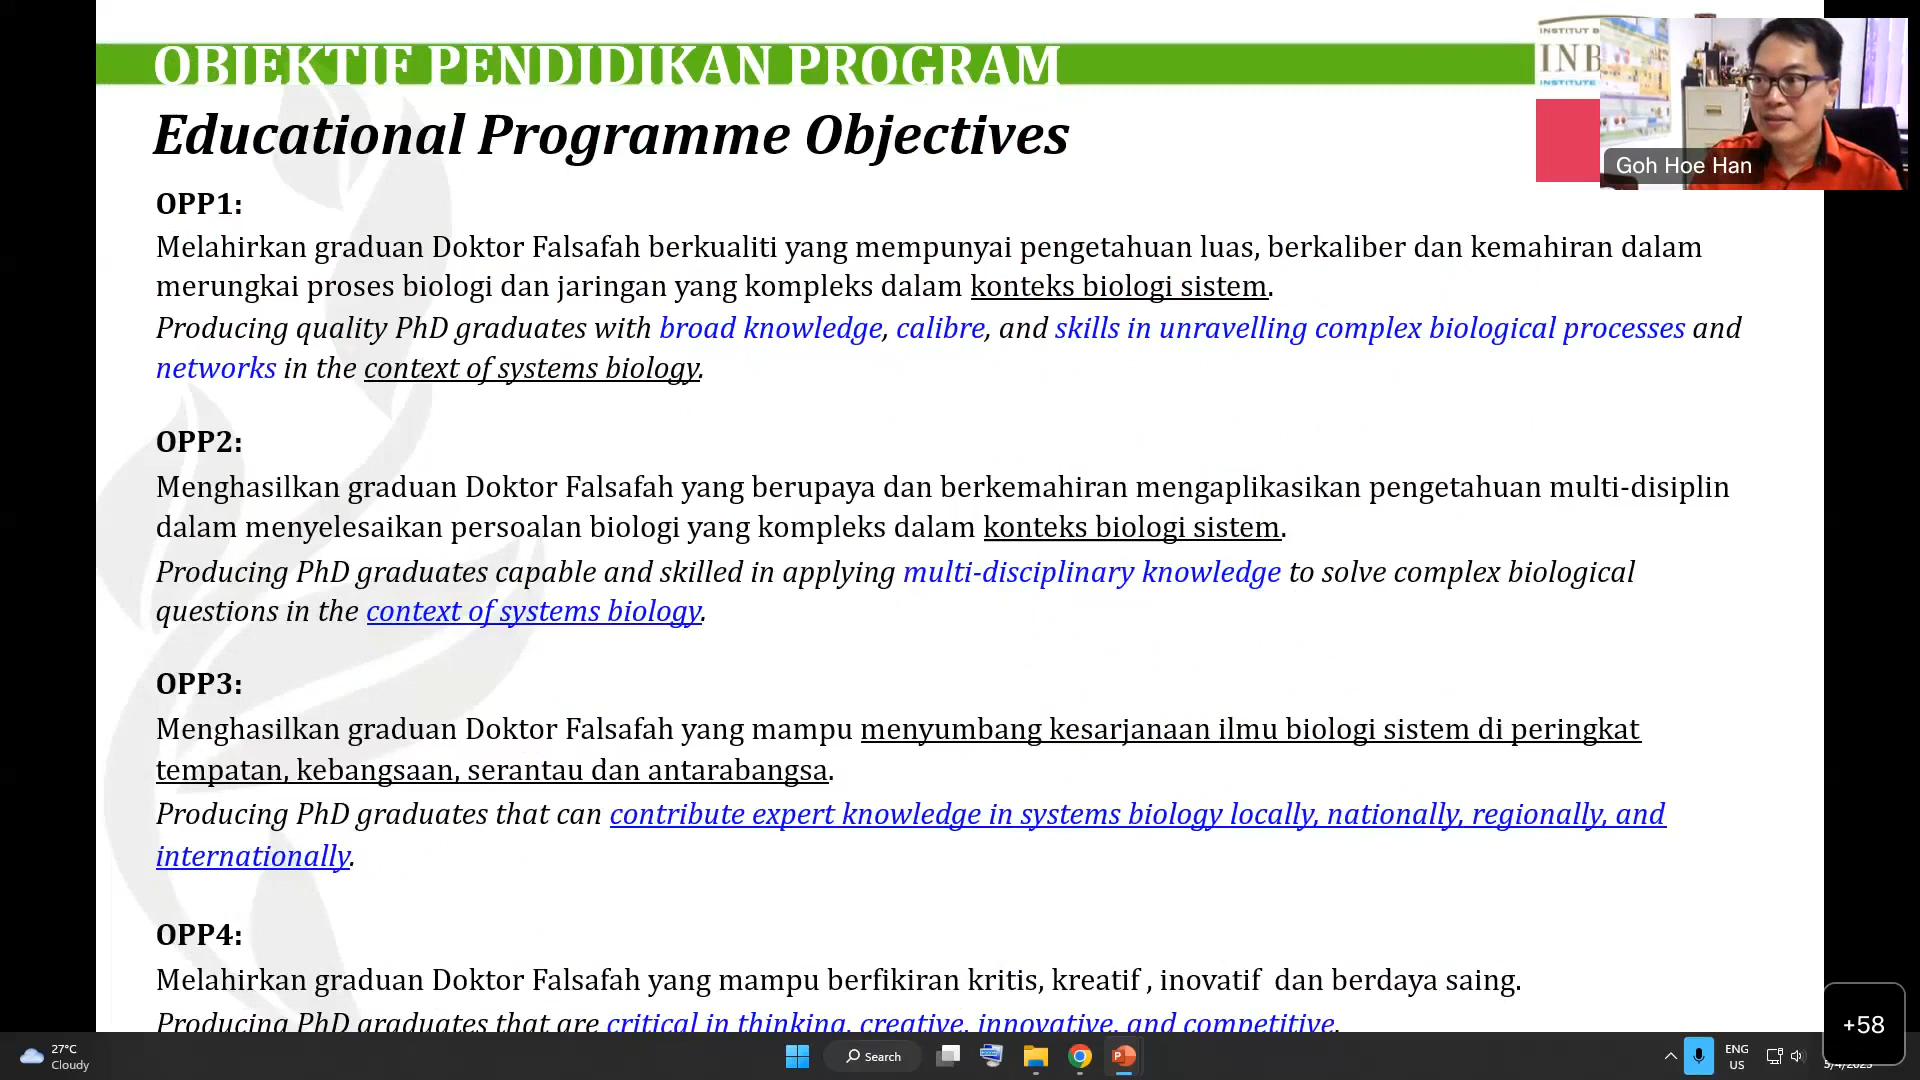 OBJEKTIF PENDIDIKAN PROGRAM
Educational Programme Objectives
INSTITUT B
INB
INSTITUTE
Goh Hoe Han
OPP1:
Melahirkan graduan Doktor Falsafah berkualiti yang mempunyai pengetahuan luas, berkaliber dan kemahiran dalam
merungkai proses biologi dan jaringan yang kompleks dalam konteks biologi sistem.
Producing quality PhD graduates with broad knowledge, calibre, and skills in unravelling complex biological processes and
networks in the context of systems biology.
OPP2:
Menghasilkan graduan Doktor Falsafah yang berupaya dan berkemahiran mengaplikasikan pengetahuan multi-disiplin
dalam menyelesaikan persoalan biologi yang kompleks dalam konteks biologi sistem.
Producing PhD graduates capable and skilled in applying multi-disciplinary knowledge to solve complex biological
questions in the context of systems biology.
OPP3:
Menghasilkan graduan Doktor Falsafah yang mampu menyumbang kesarjanaan ilmu biologi sistem di peringkat
tempatan, kebangsaan, serantau dan antarabangsa.
Producing PhD graduates that can contribute expert knowledge in systems biology locally, nationally, regionally, and
internationally.
OPP4:
Melahirkan graduan Doktor Falsafah yang mampu berfikiran kritis, kreatif , inovatif dan berdaya saing.
Producing PhD graduates that are critical in thinking, creative, innovative, and competitive.
+58
27°C
Cloudy
Search
ENG
US